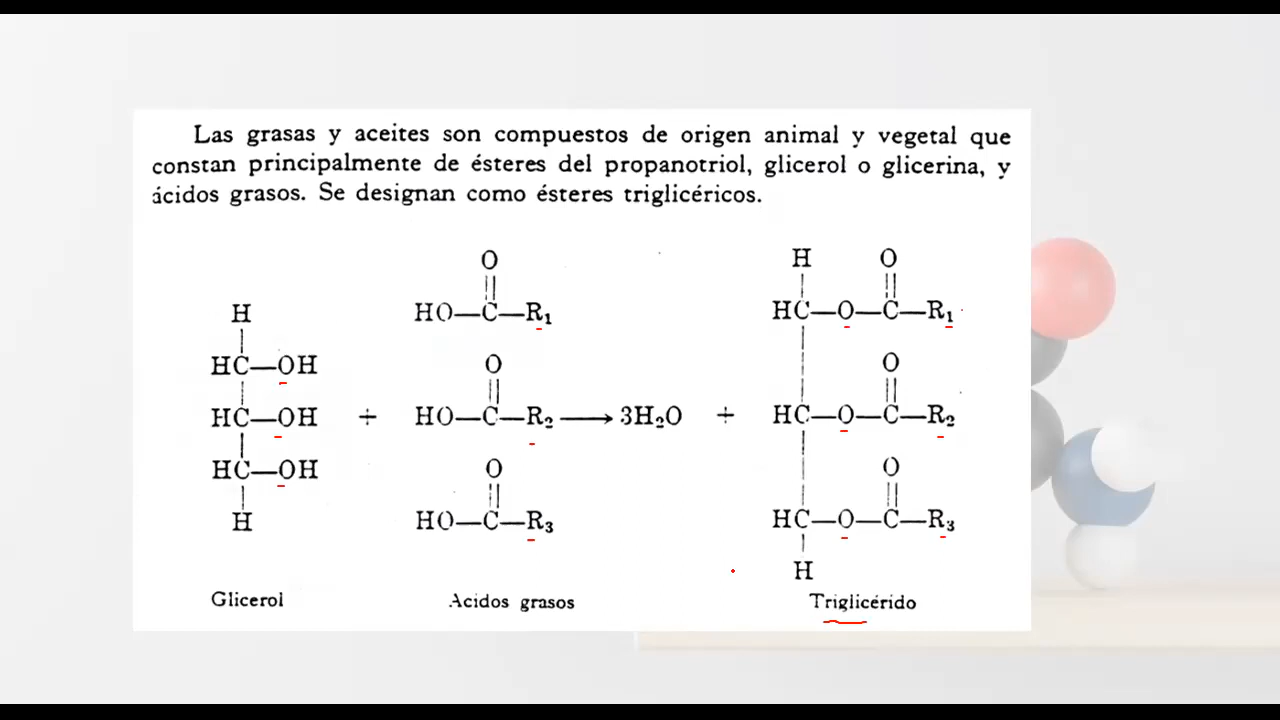 Las grasas y aceites son compuestos de origen animal y vegetal que
constan principalmente de ésteres del propanotriol, glicerol o glicerina, y
ácidos grasos. Se designan como ésteres triglicéricos.
H
HC—OH
HC—OH
HC—OH
H
+
O
HO—C—R₁
O
HO—C—R₂
O
HO—C—R₃
⟶ 3H₂O +
H O
HC—O—C—R₁
O
HC—O—C—R₂
O
HC—O—C—R₃
H
Glicerol Acidos grasos Triglicérido